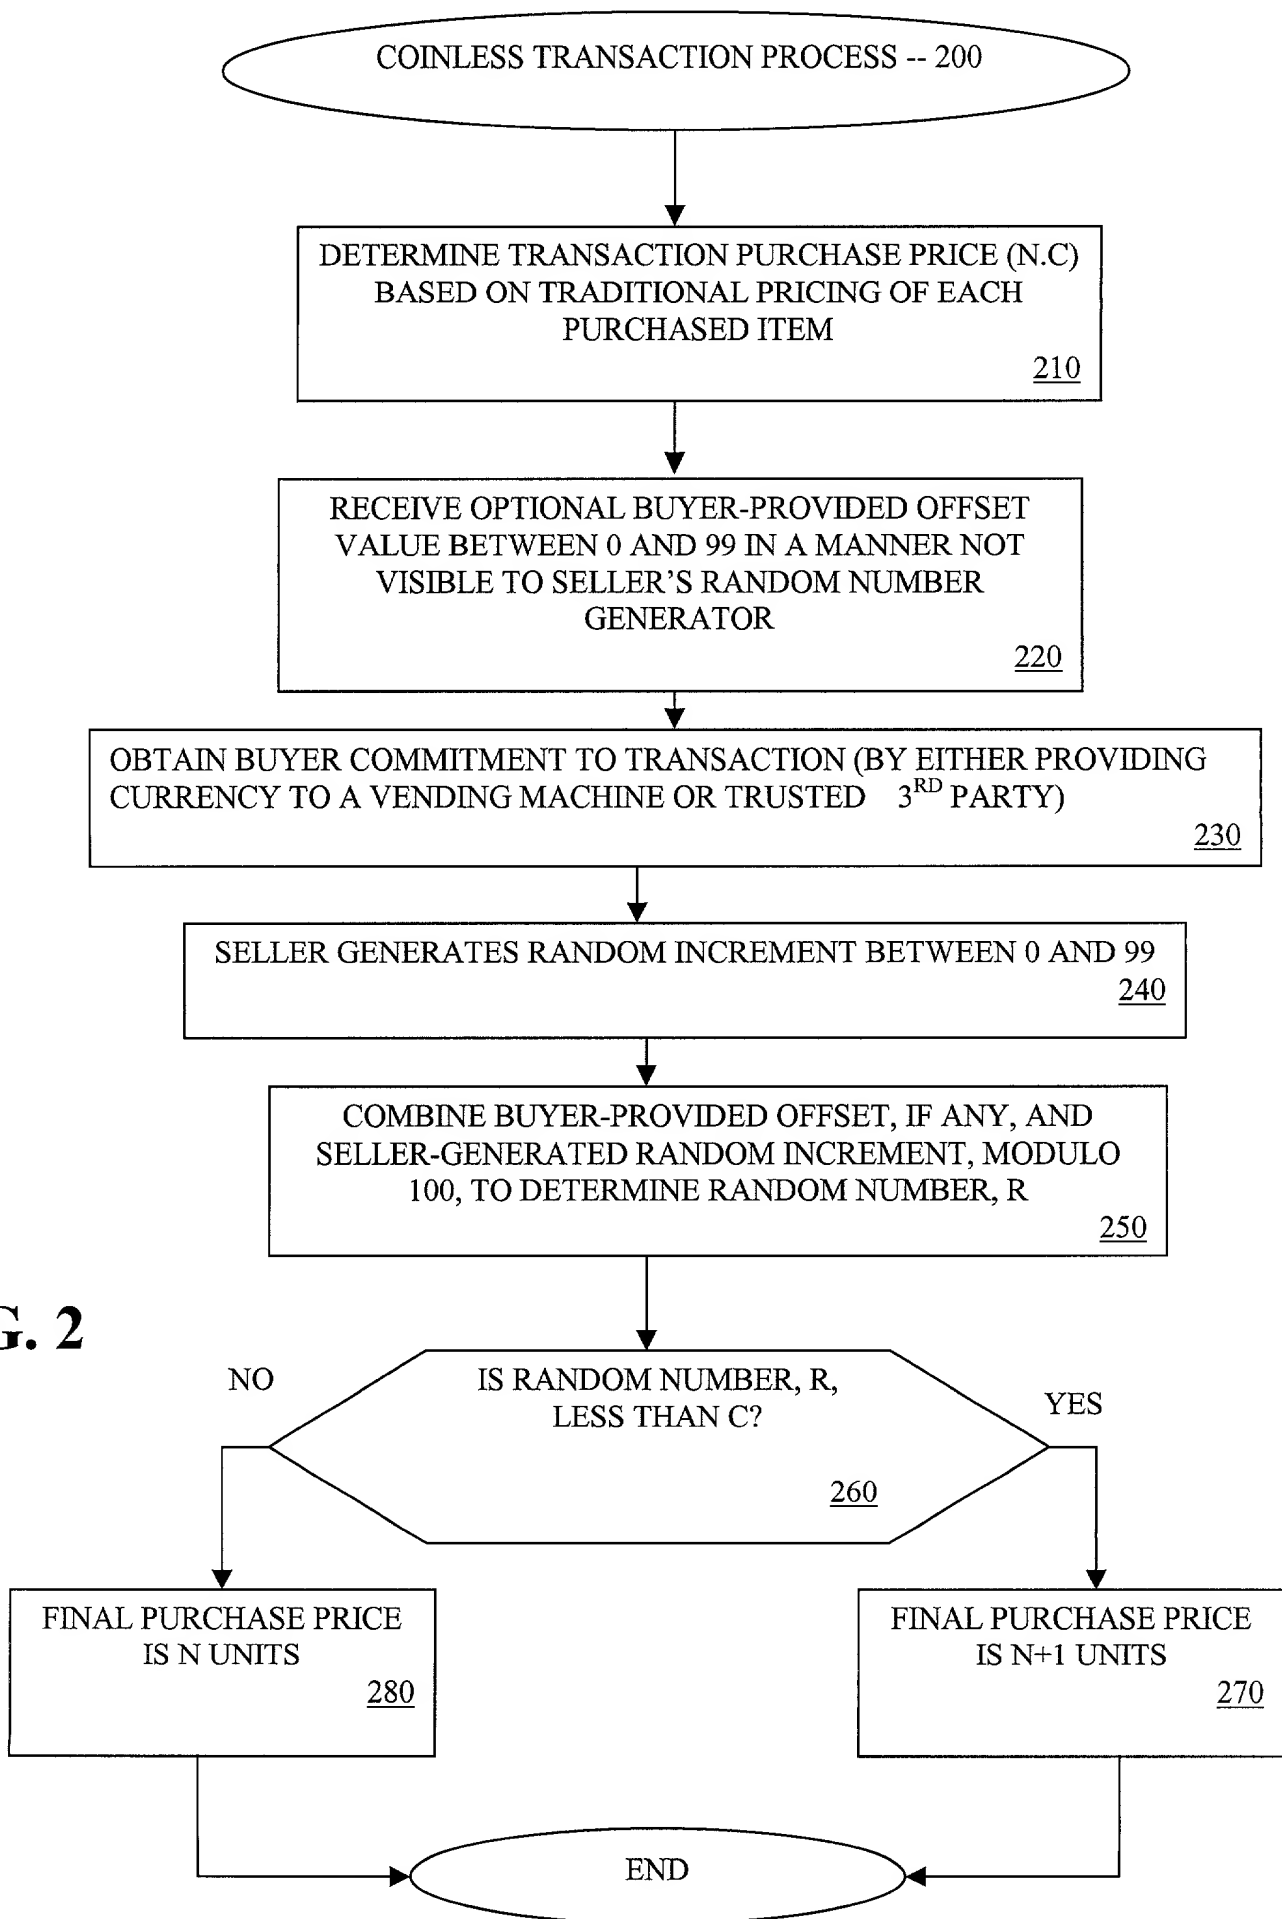 COINLESS TRANSACTION PROCESS -- 200
DETERMINE TRANSACTION PURCHASE PRICE (N.C)
BASED ON TRADITIONAL PRICING OF EACH
PURCHASED ITEM
210
RECEIVE OPTIONAL BUYER-PROVIDED OFFSET
VALUE BETWEEN 0 AND 99 IN A MANNER NOT
VISIBLE TO SELLER'S RANDOM NUMBER
GENERATOR
220
OBTAIN BUYER COMMITMENT TO TRANSACTION (BY EITHER PROVIDING
CURRENCY TO A VENDING MACHINE OR TRUSTED 3RD PARTY)
230
SELLER GENERATES RANDOM INCREMENT BETWEEN 0 AND 99
240
COMBINE BUYER-PROVIDED OFFSET, IF ANY, AND
SELLER-GENERATED RANDOM INCREMENT, MODULO
100, TO DETERMINE RANDOM NUMBER, R
250
G. 2
NO
IS RANDOM NUMBER, R,
LESS THAN C?
YES
260
FINAL PURCHASE PRICE
IS N UNITS
280
FINAL PURCHASE PRICE
IS N+1 UNITS
270
END